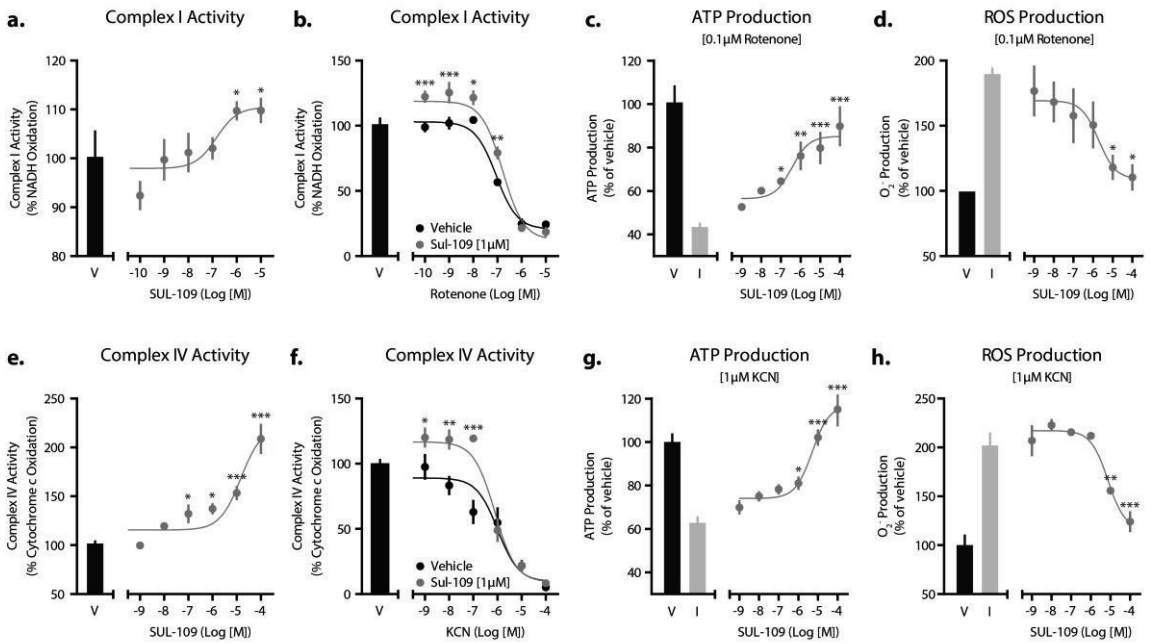 a. Complex I Activity
Complex I Activity
(% NADH Oxidation)
120
110
100
90
80
V
-10 -9 -8 -7 -6 -5
SUL-109 (Log [M])
* *
b. Complex I Activity
Complex I Activity
(% NADH Oxidation)
150
100
50
0
V
*** *** * **
Vehicle
Sul-109 [1µM]
-10 -9 -8 -7 -6 -5
Rotenone (Log [M])
c. ATP Production
[0.1µM Rotenone]
ATP Production
(% of vehicle)
120
100
80
60
40
V I
* ** *** ***
-9 -8 -7 -6 -5 -4
SUL-109 (Log [M])
d. ROS Production
[0.1µM Rotenone]
O2- Production
(% of vehicle)
200
150
100
50
V I
* *
-9 -8 -7 -6 -5 -4
SUL-109 (Log [M])
e. Complex IV Activity
Complex IV Activity
(% Cytochrome c Oxidation)
250
200
150
100
50
V
* * *** ***
-9 -8 -7 -6 -5 -4
SUL-109 (Log [M])
f. Complex IV Activity
Complex IV Activity
(% Cytochrome c Oxidation)
150
100
50
0
V
* ** ***
Vehicle
Sul-109 [1µM]
-9 -8 -7 -6 -5 -4
KCN (Log [M])
g. ATP Production
[1µM KCN]
ATP Production
(% of vehicle)
120
100
80
60
40
V I
* *** ***
-9 -8 -7 -6 -5 -4
SUL-109 (Log [M])
h. ROS Production
[1µM KCN]
O2- Production
(% of vehicle)
250
200
150
100
50
V I
** ***
-9 -8 -7 -6 -5 -4
SUL-109 (Log [M])